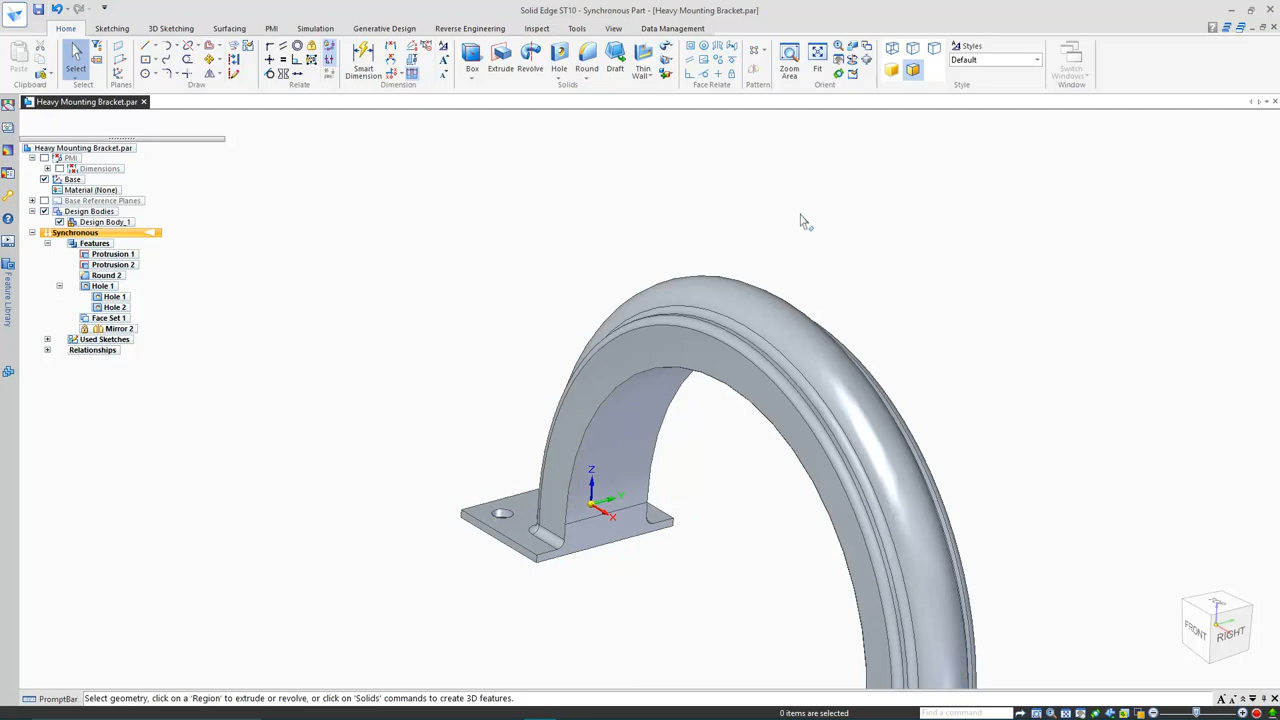 Solid Edge ST10 - Synchronous Part - [Heavy Mounting Bracket.par]
Home Sketching 3D Sketching Surfacing PMI Simulation Generative Design Reverse Engineering Inspect Tools View Data Management
Paste Select Planes Smart Dimension Box Extrude Revolve Hole Round Draft Thin Wall Zoom Area Fit Styles Default Switch Windows
Clipboard Select Planes Draw Relate Dimension Solids Face Relate Pattern Orient Style Window
Heavy Mounting Bracket.par
Heavy Mounting Bracket.par
PMI
Dimensions
Base
Material (None)
Base Reference Planes
Design Bodies
Design Body_1
Synchronous
Features
Protrusion 1
Protrusion 2
Round 2
Hole 1
Hole 1
Hole 2
Face Set 1
Mirror 2
Used Sketches
Relationships
Feature Library
Z
Y
X
TOP
FRONT RIGHT
PromptBar Select geometry, click on a 'Region' to extrude or revolve, or click on 'Solids' commands to create 3D features.
0 items are selected Find a command